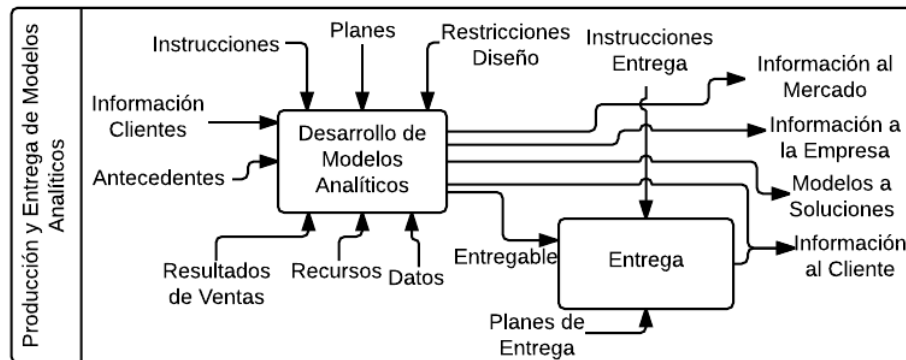 Producción y Entrega de Modelos
Analíticos
Instrucciones
Planes
Restricciones
Diseño
Instrucciones
Entrega
Información al
Mercado
Información
Clientes
Desarrollo de
Modelos
Analíticos
Información a
la Empresa
Antecedentes
Modelos a
Soluciones
Resultados
de Ventas
Recursos
Datos
Entregable
Entrega
Información
al Cliente
Planes de
Entrega